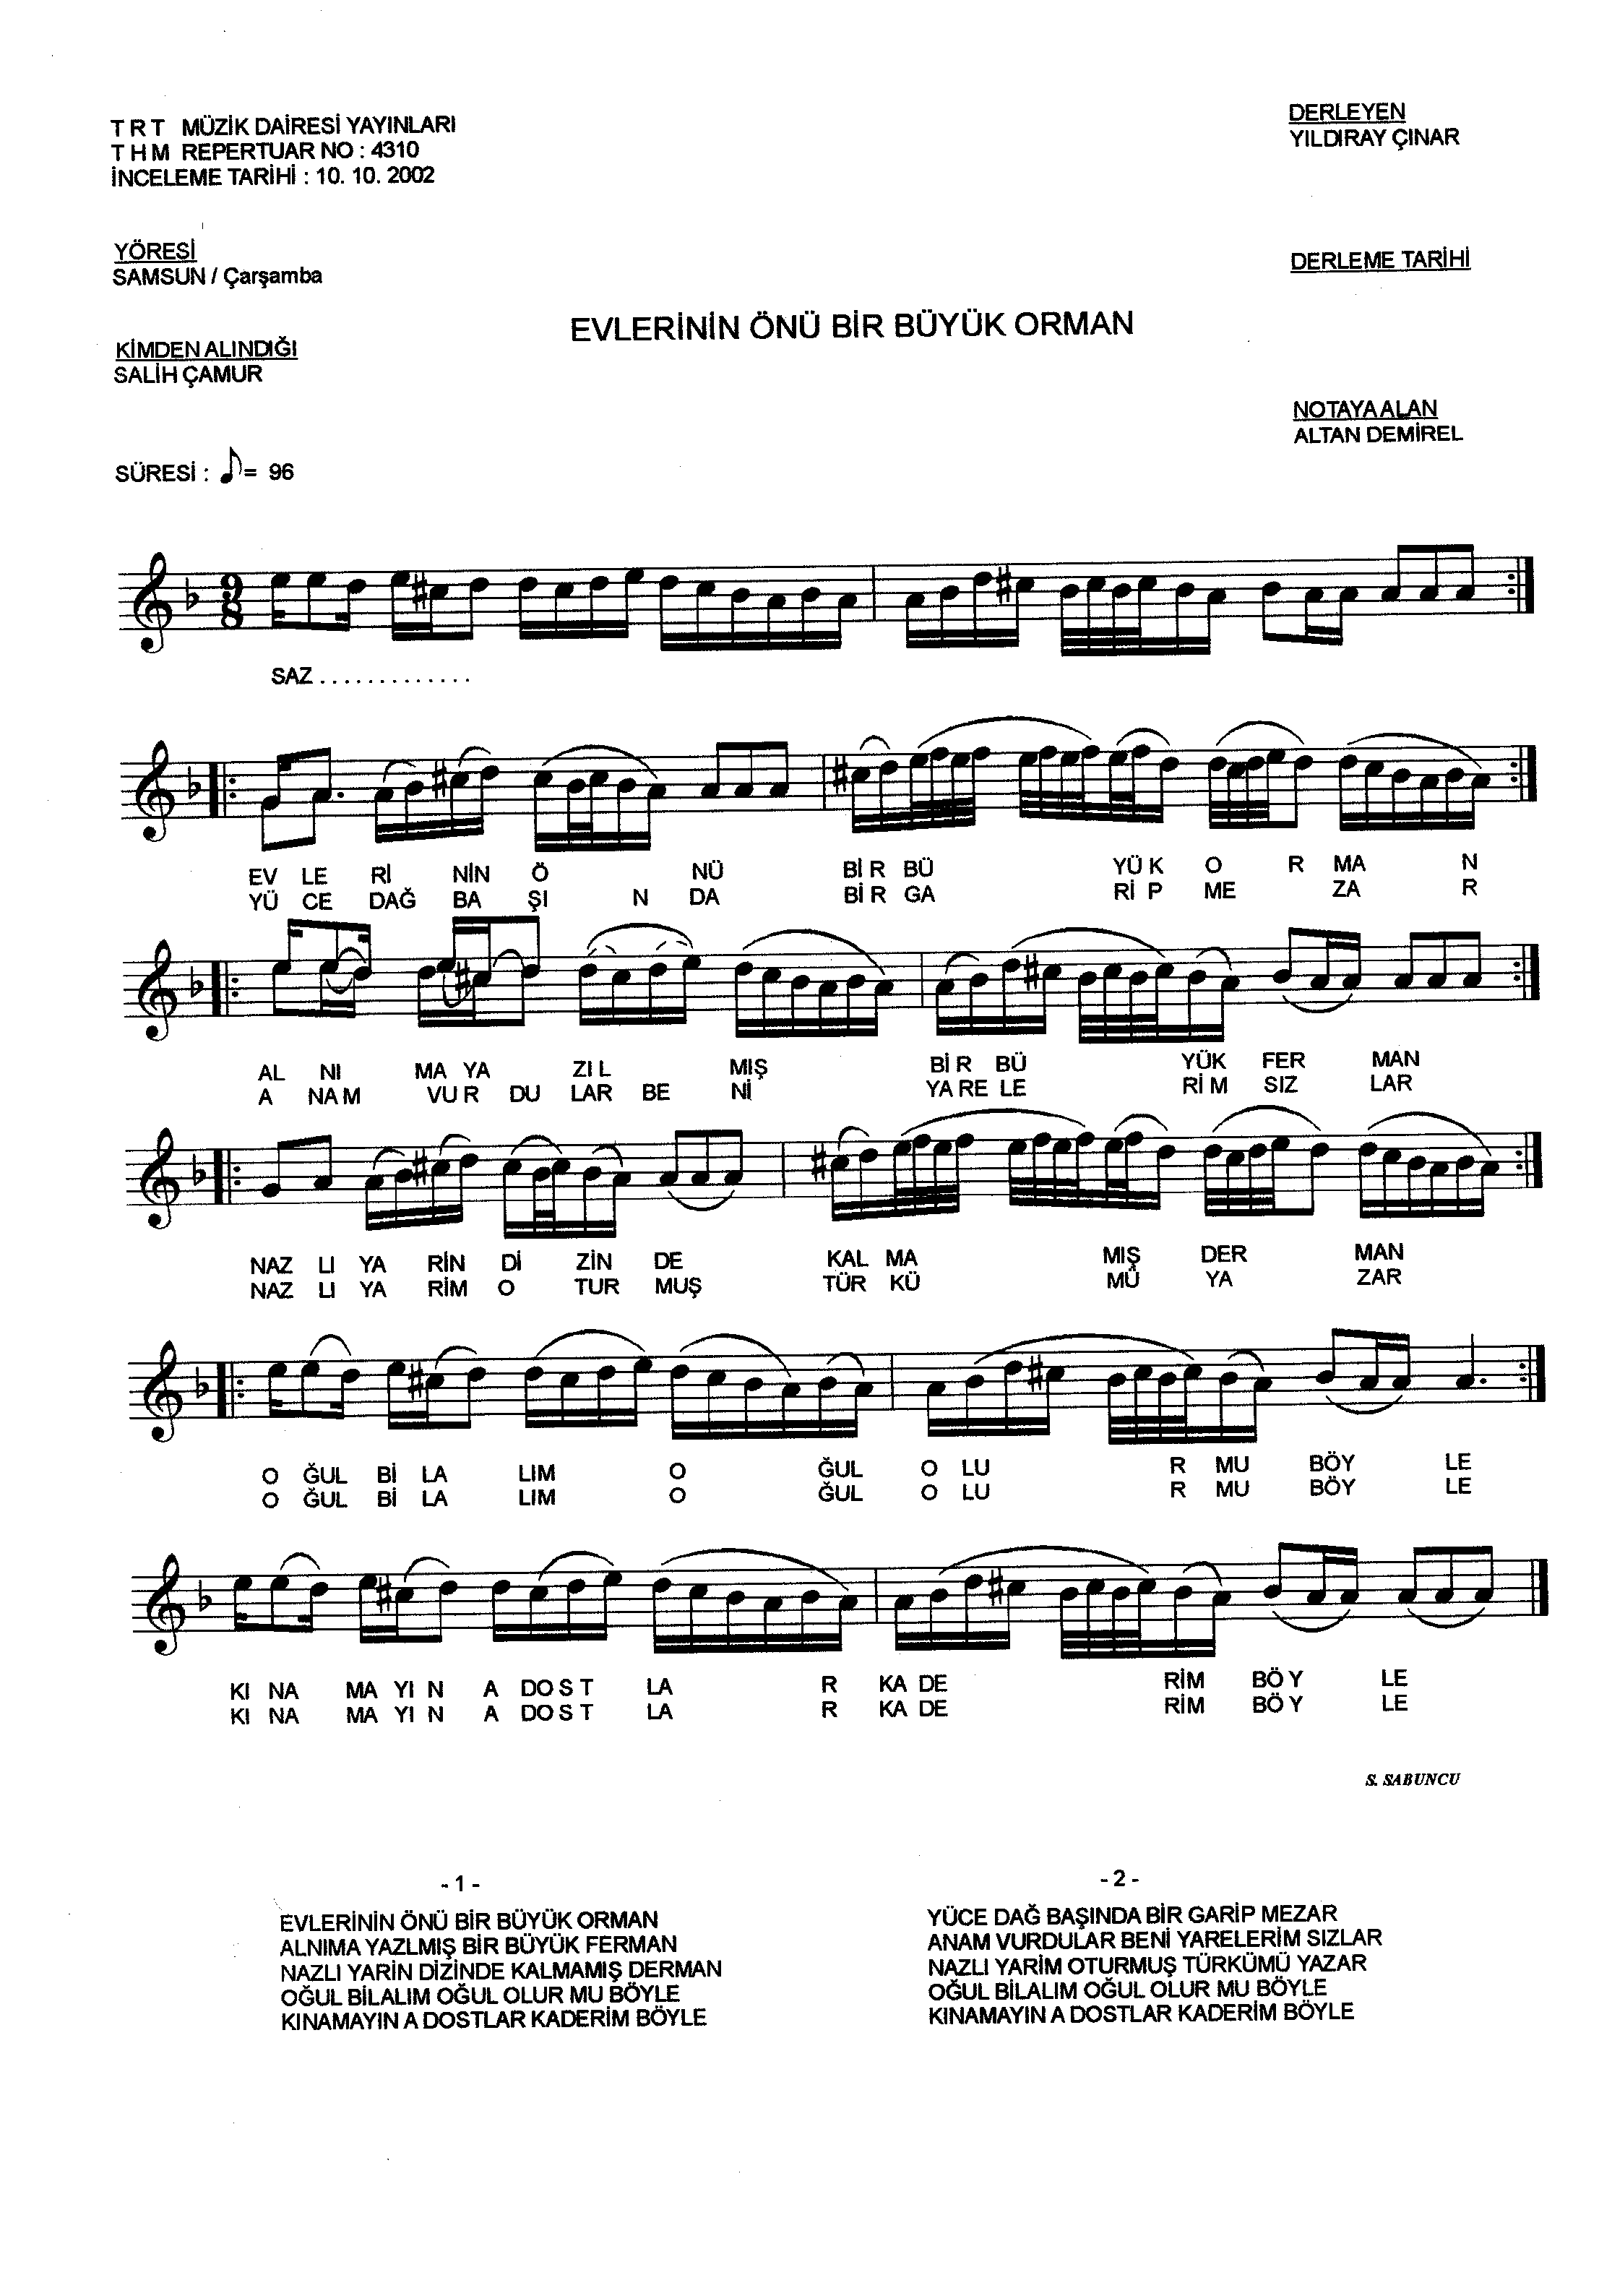 TRT MÜZİK DAİRESİ YAYINLARI
THM REPERTUAR NO : 4310
İNCELEME TARİHİ : 10. 10. 2002
DERLEYEN
YILDIRAY ÇINAR
YÖRESİ
SAMSUN / Çarşamba
DERLEME TARİHİ
EVLERİNİN ÖNÜ BİR BÜYÜK ORMAN
KİMDEN ALINDIĞI
SALİH ÇAMUR
NOTAYA ALAN
ALTAN DEMİREL
SÜRESİ : ♪ = 96
9/8
SAZ . . . . . . . . . . . . .
EV LE Rİ NİN Ö NÜ BİR BÜ YÜK O R MA N
YÜ CE DAĞ BA ŞI N DA BİR GA RİP ME ZA R
AL NI MA YA ZIL MIŞ BİR BÜ YÜK FER MAN
A NAM VUR DU LAR BE Nİ YA RE LE RİM SIZ LAR
NAZ LI YA RİN Dİ ZİN DE KAL MA MIŞ DER MAN
NAZ LI YA RİM O TUR MUŞ TÜR KÜ MÜ YA ZAR
O ĞUL Bİ LA LIM O ĞUL O LU R MU BÖY LE
O ĞUL Bİ LA LIM O ĞUL O LU R MU BÖY LE
KI NA MA YI N A DOST LA R KA DE RİM BÖY LE
KI NA MA YI N A DOST LA R KA DE RİM BÖY LE
S. SABUNCU
- 1 -
EVLERİNİN ÖNÜ BİR BÜYÜK ORMAN
ALNIMA YAZLMIŞ BİR BÜYÜK FERMAN
NAZLI YARİN DİZİNDE KALMAMIŞ DERMAN
OĞUL BİLALIM OĞUL OLUR MU BÖYLE
KINAMAYIN A DOSTLAR KADERİM BÖYLE
- 2 -
YÜCE DAĞ BAŞINDA BİR GARİP MEZAR
ANAM VURDULAR BENİ YARELERİM SIZLAR
NAZLI YARİM OTURMUŞ TÜRKÜMÜ YAZAR
OĞUL BİLALIM OĞUL OLUR MU BÖYLE
KINAMAYIN A DOSTLAR KADERİM BÖYLE